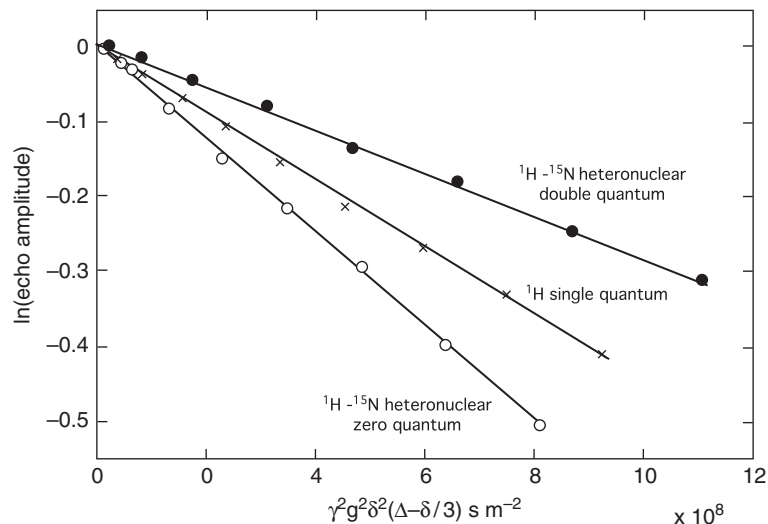 0
−0.1
−0.2
−0.3
−0.4
−0.5
ln(echo amplitude)
¹H -¹⁵N heteronuclear
double quantum
¹H single quantum
¹H -¹⁵N heteronuclear
zero quantum
0 0 4 6 8 10 12
γ²g²δ²(Δ−δ/3) s m⁻²
x 10⁸